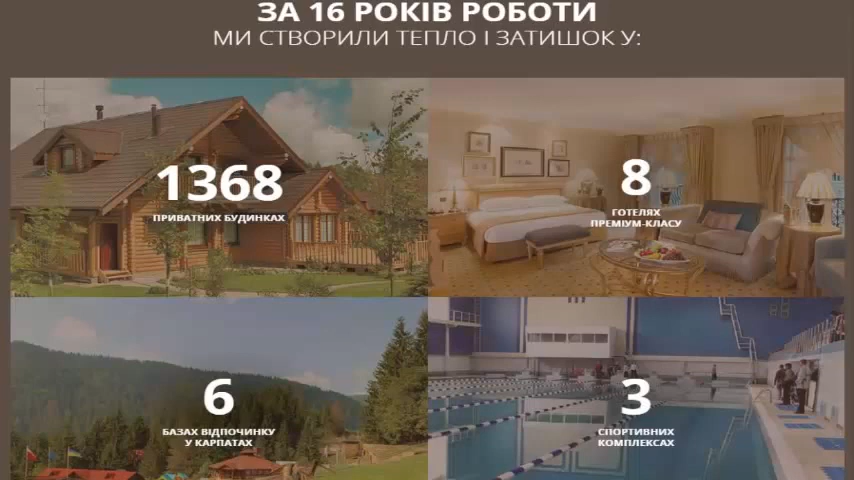 ЗА 16 РОКІВ РОБОТИ
МИ СТВОРИЛИ ТЕПЛО І ЗАТИШОК У:
1368
ПРИВАТНИХ БУДИНКАХ
8
ГОТЕЛЯХ
ПРЕМІУМ-КЛАСУ
6
БАЗАХ ВІДПОЧИНКУ
У КАРПАТАХ
3
СПОРТИВНИХ
КОМПЛЕКСАХ